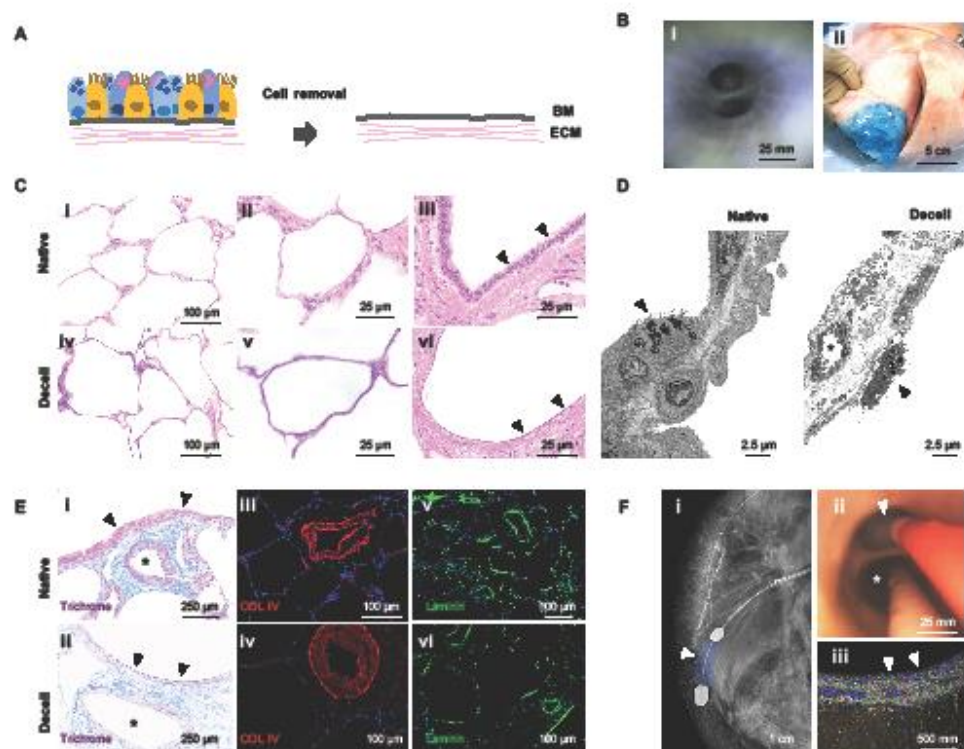 A
Cell removal
BM
ECM
B
i
25 mm
ii
5 cm
C
Native
i
100 µm
ii
25 µm
iii
25 µm
Decell
iv
100 µm
v
25 µm
vi
25 µm
D
Native
2.5 µm
Decell
*
2.5 µm
E
Native
i
*
Trichrome
250 µm
iii
COL IV
100 µm
v
Laminin
100 µm
Decell
ii
*
Trichrome
250 µm
iv
COL IV
100 µm
vi
Laminin
100 µm
F
i
1 cm
ii
*
25 mm
iii
500 mm